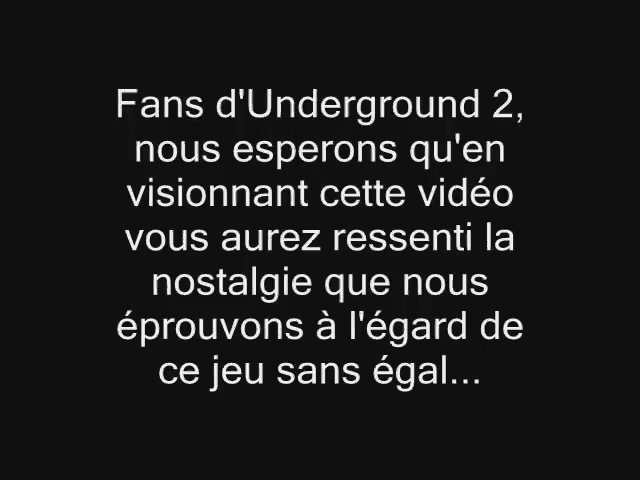 Fans d'Underground 2,
nous esperons qu'en
visionnant cette vidéo
vous aurez ressenti la
nostalgie que nous
éprouvons à l'égard de
ce jeu sans égal...